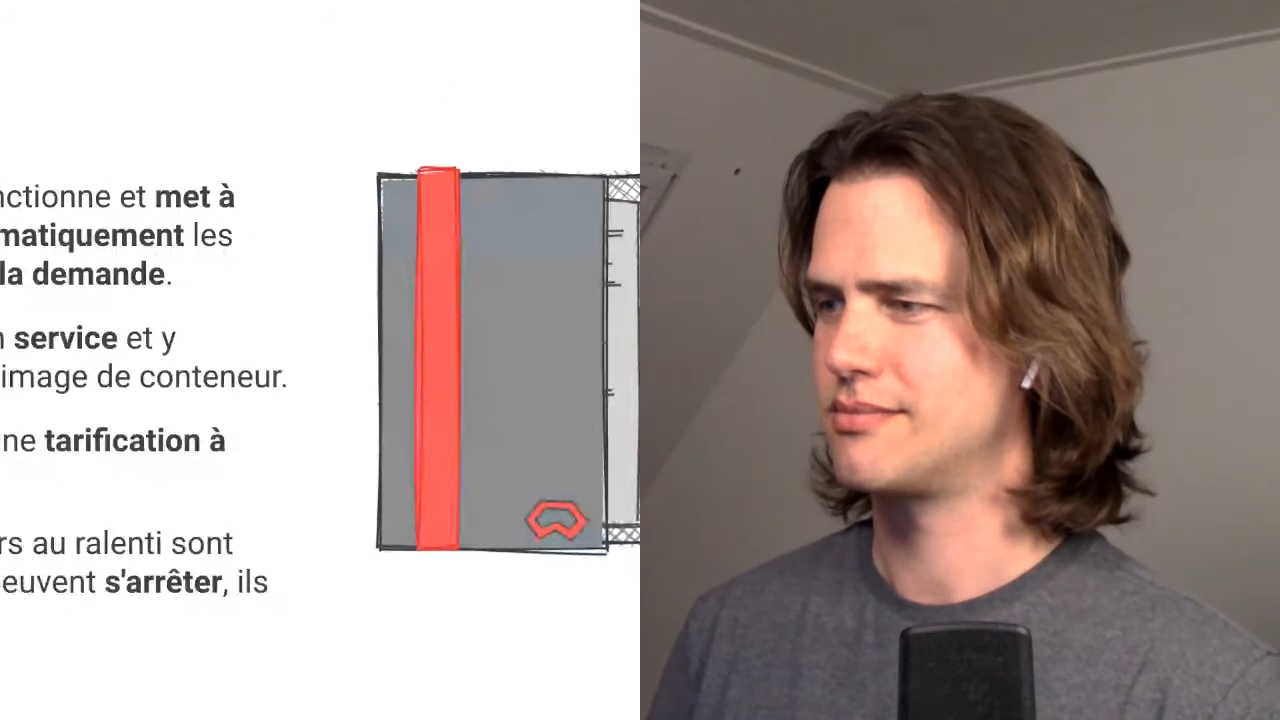 nctionne et met à
matiquement les
la demande.
service et y
image de conteneur.
ne tarification à
rs au ralenti sont
peuvent s'arrêter, ils